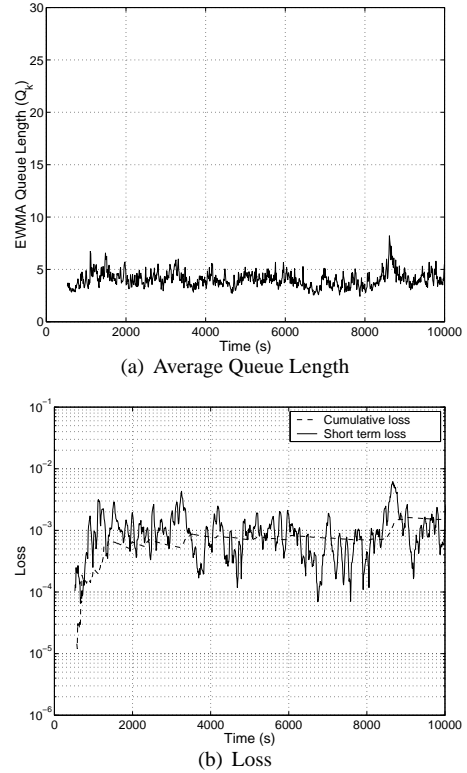 30
25
20
15
10
5
0
EWMA Queue Length (Qk)
0 2000 4000 6000 8000 10000
Time (s)
(a) Average Queue Length
10-1
10-2
10-3
10-4
10-5
10-6
Loss
Cumulative loss
Short term loss
0 2000 4000 6000 8000 10000
Time (s)
(b) Loss